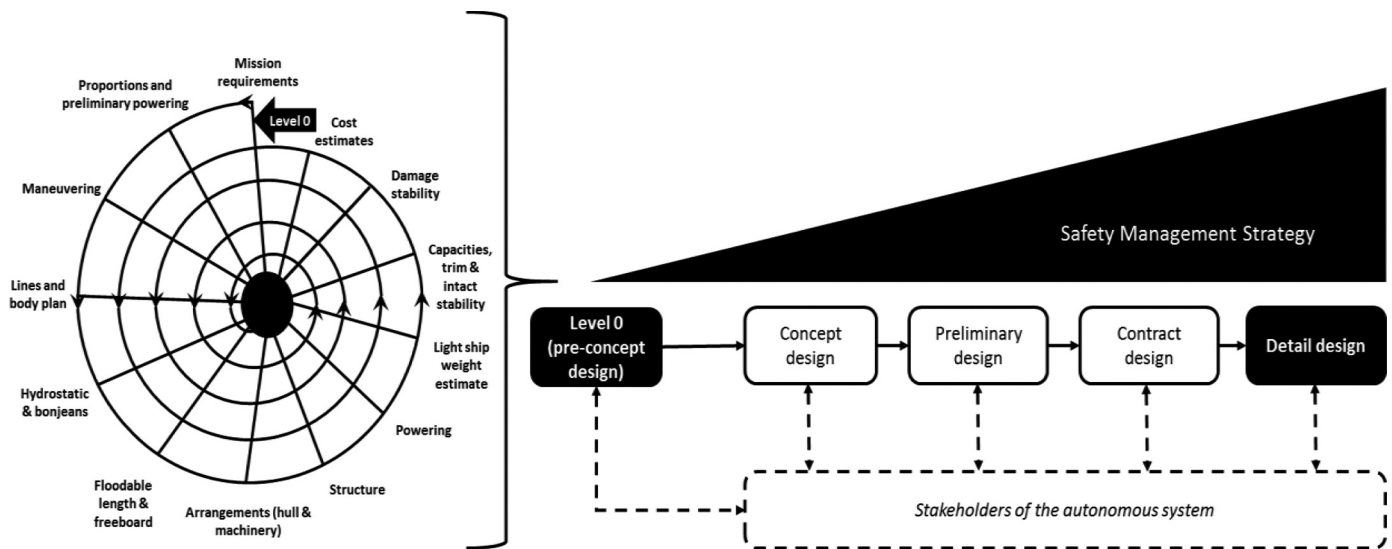 Mission
requirements
Proportions and
preliminary powering
Level 0
Cost
estimates
Maneuvering
Damage
stability
Lines and
body plan
Capacities,
trim &
intact
stability
Hydrostatic
& bonjeans
Light ship
weight
estimate
Powering
Floodable
length &
freeboard
Arrangements (hull &
machinery)
Structure
Safety Management Strategy
Level 0
(pre-concept
design)
Concept
design
Preliminary
design
Contract
design
Detail design
Stakeholders of the autonomous system